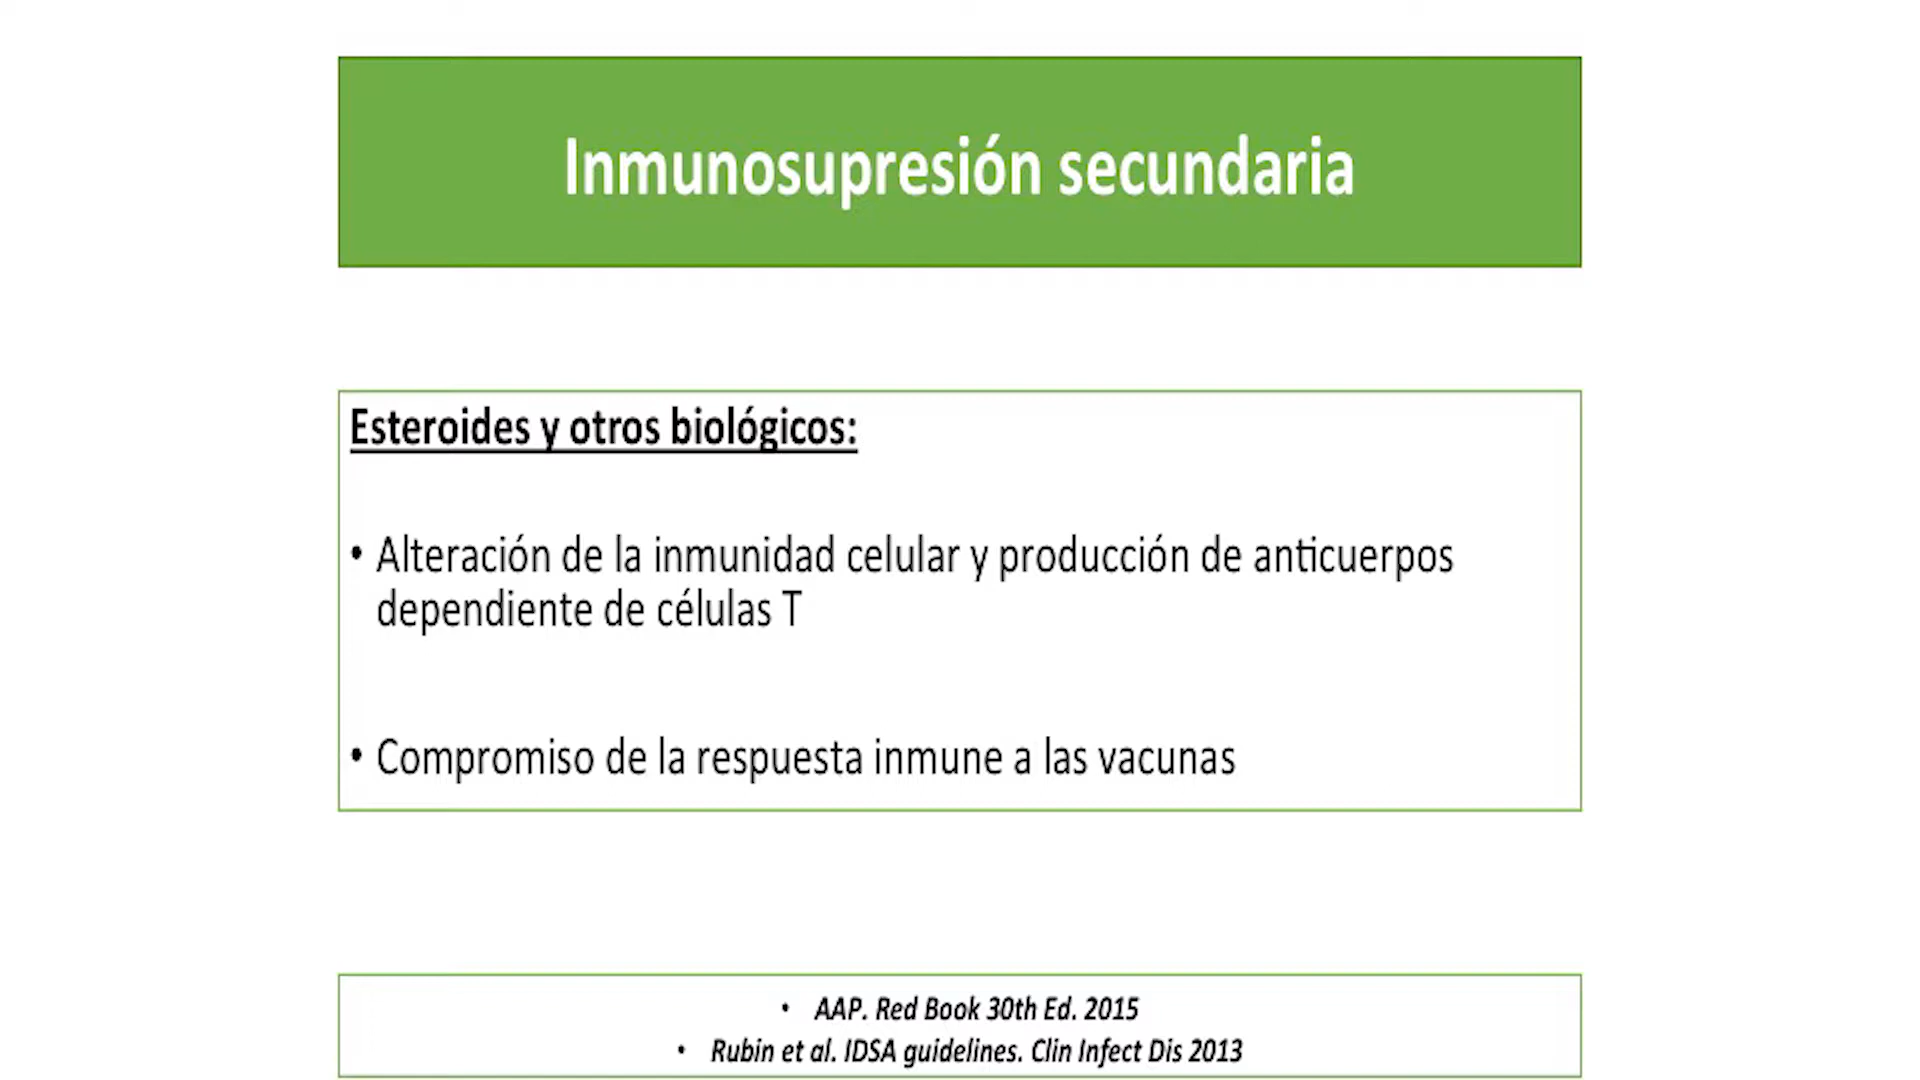 Inmunosupresión secundaria
Esteroides y otros biológicos:
• Alteración de la inmunidad celular y producción de anticuerpos
dependiente de células T
• Compromiso de la respuesta inmune a las vacunas
• AAP. Red Book 30th Ed. 2015
• Rubin et al. IDSA guidelines. Clin Infect Dis 2013